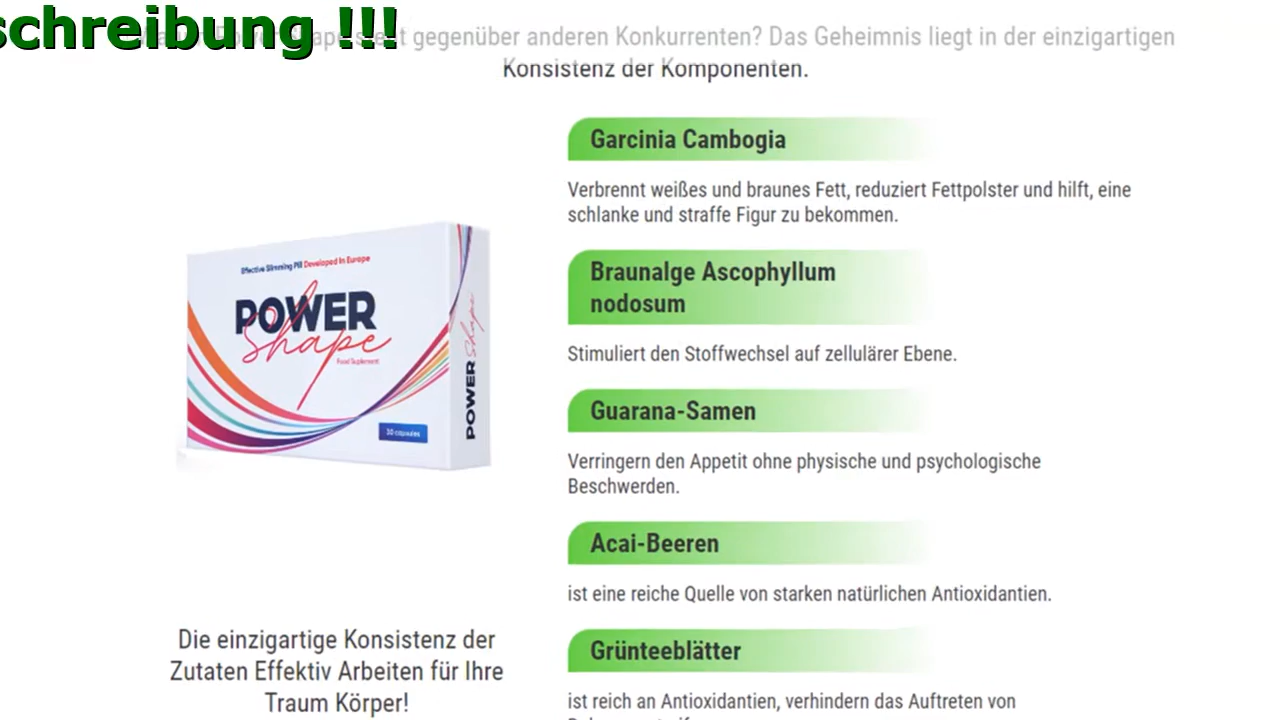 schreibung !!!
gegenüber anderen Konkurrenten? Das Geheimnis liegt in der einzigartigen
Konsistenz der Komponenten.
Garcinia Cambogia
Verbrennt weißes und braunes Fett, reduziert Fettpolster und hilft, eine
schlanke und straffe Figur zu bekommen.
Braunalge Ascophyllum
nodosum
Stimuliert den Stoffwechsel auf zellulärer Ebene.
Guarana-Samen
Verringern den Appetit ohne physische und psychologische
Beschwerden.
Acai-Beeren
ist eine reiche Quelle von starken natürlichen Antioxidantien.
Grünteeblätter
ist reich an Antioxidantien, verhindern das Auftreten von
Effective Slimming Pill Developed In Europe
POWER
Shape
Food Suplement
30 capsules
POWER Shape
Die einzigartige Konsistenz der
Zutaten Effektiv Arbeiten für Ihre
Traum Körper!